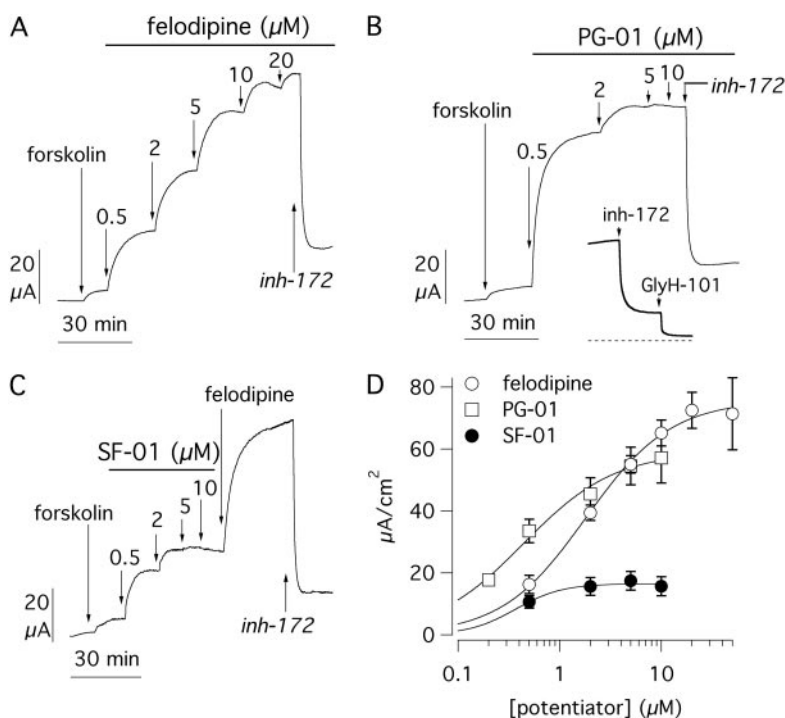 A
felodipine (μM)
forskolin
0.5
2
5
10
20
inh-172
20
μA
30 min
B
PG-01 (μM)
forskolin
0.5
2
5
10
inh-172
inh-172
GlyH-101
20
μA
30 min
C
felodipine
SF-01 (μM)
forskolin
0.5
2
5
10
inh-172
20
μA
30 min
D
felodipine
PG-01
SF-01
80
60
40
20
0
μA/cm²
0.1
1
10
[potentiator] (μM)